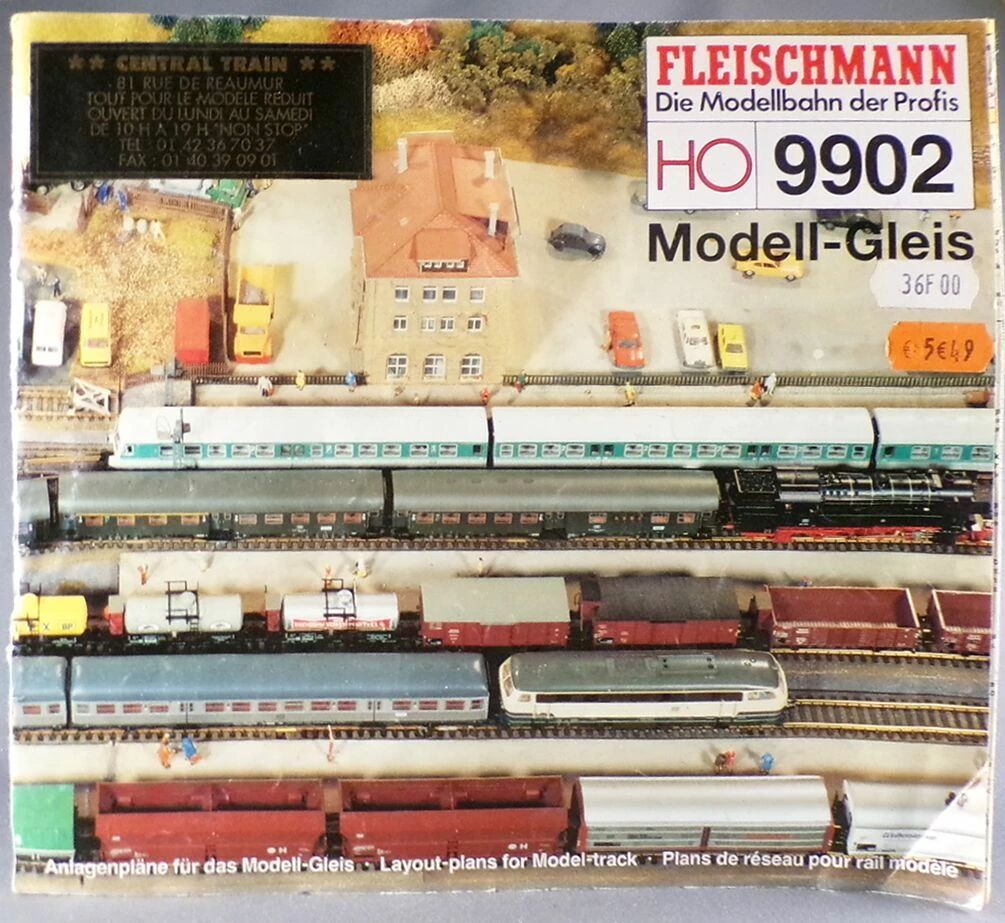 ** CENTRAL TRAIN **
81 RUE DE REAUMUR
TOUT POUR LE MODELE REDUIT
OUVERT DU LUNDI AU SAMEDI
DE 10 H A 19 H "NON STOP"
TEL : 01 42 36 70 37
FAX : 01 40 39 09 01
FLEISCHMANN
Die Modellbahn der Profis
HO 9902
Modell-Gleis
36F00
€ 5€49
X BP
Anlagenpläne für das Modell-Gleis · Layout-plans for Model-track · Plans de réseau pour rail modèle